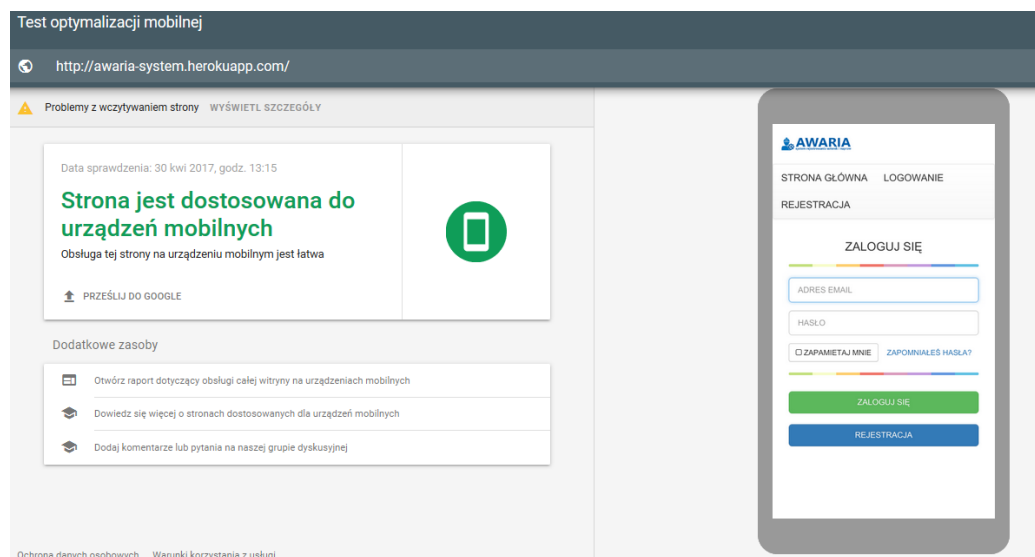 Test optymalizacji mobilnej
http://awaria-system.herokuapp.com/
Problemy z wczytywaniem strony WYŚWIETL SZCZEGÓŁY
Data sprawdzenia: 30 kwi 2017, godz. 13:15
Strona jest dostosowana do
urządzeń mobilnych
Obsługa tej strony na urządzeniu mobilnym jest łatwa
PRZEŚLIJ DO GOOGLE
Dodatkowe zasoby
Otwórz raport dotyczący obsługi całej witryny na urządzeniach mobilnych
Dowiedz się więcej o stronach dostosowanych dla urządzeń mobilnych
Dodaj komentarze lub pytania na naszej grupie dyskusyjnej
Ochrona danych osobowych Warunki korzystania z usługi
AWARIA
STRONA GŁÓWNA LOGOWANIE
REJESTRACJA
ZALOGUJ SIĘ
ADRES EMAIL
HASŁO
ZAPAMIETAJ MNIE ZAPOMNIAŁEŚ HASŁA?
ZALOGUJ SIĘ
REJESTRACJA